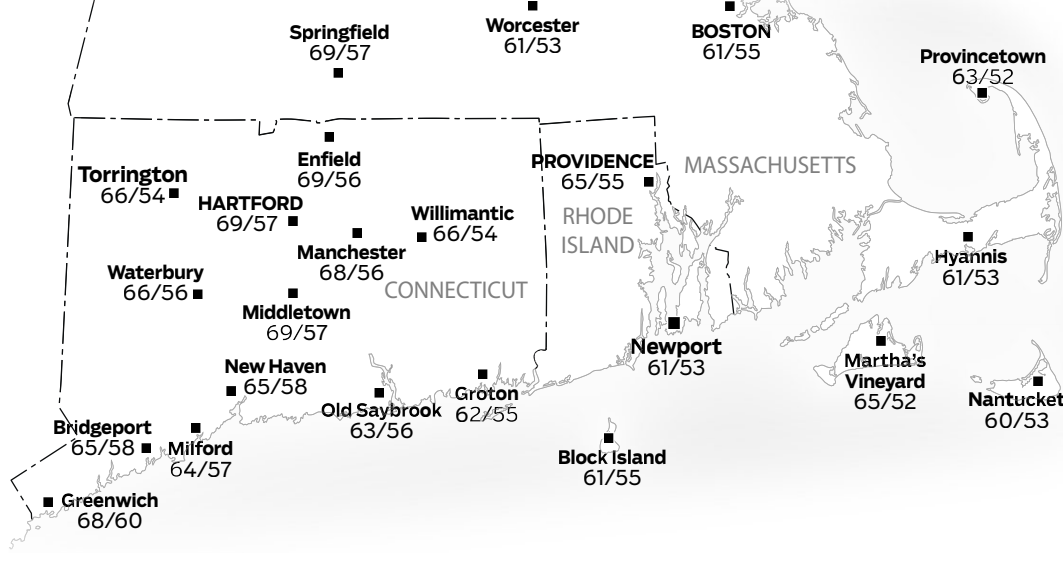 Springfield
69/57
Worcester
61/53
BOSTON
61/55
Provincetown
63/52
Enfield
69/56
PROVIDENCE
65/55
MASSACHUSETTS
Torrington
66/54
HARTFORD
69/57
Willimantic
66/54
RHODE
ISLAND
Manchester
68/56
Hyannis
61/53
Waterbury
66/56
CONNECTICUT
Middletown
69/57
Newport
61/53
Martha's
Vineyard
65/52
New Haven
65/58
Groton
62/55
Nantucket
60/53
Old Saybrook
63/56
Bridgeport
65/58
Milford
64/57
Block Island
61/55
Greenwich
68/60